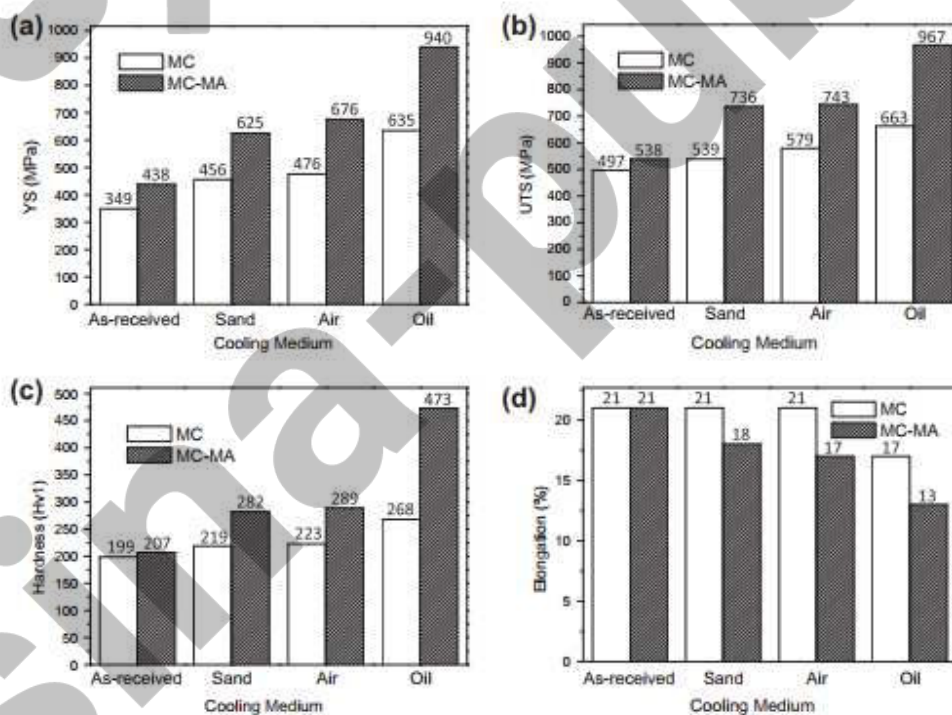 (a)
1000
900
800
700
600
500
400
300
200
100
0
YS (MPa)
MC
MC-MA
349
438
456
625
476
676
635
940
As-received Sand Air Oil
Cooling Medium
(b)
1000
900
800
700
600
500
400
300
200
100
0
UTS (MPa)
MC
MC-MA
497
538
539
736
579
743
663
967
As-received Sand Air Oil
Cooling Medium
(c)
500
450
400
350
300
250
200
150
100
50
0
Hardness (Hv1)
MC
MC-MA
199
207
219
282
223
289
268
473
As-received Sand Air Oil
Cooling Medium
(d)
20
15
10
5
0
Elongation (%)
MC
MC-MA
21
21
21
18
21
17
17
13
As-received Sand Air Oil
Cooling Medium
sina-pub